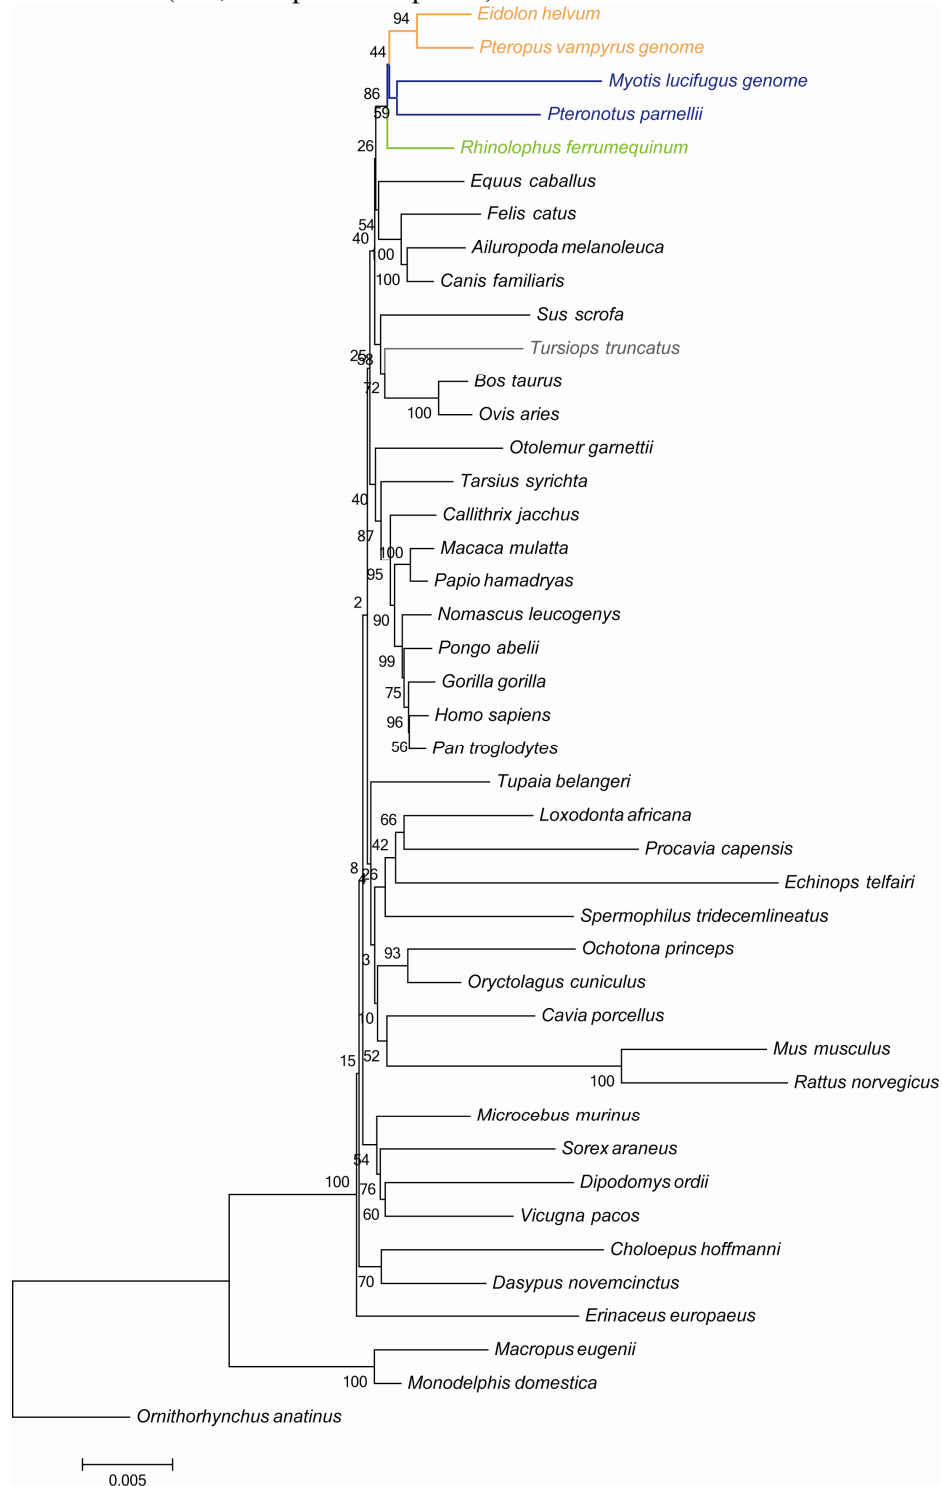 94
Eidolon helvum
Pteropus vampyrus genome
44
Myotis lucifugus genome
86
59
Pteronotus parnellii
26
Rhinolophus ferrumequinum
Equus caballus
Felis catus
54
40
Ailuropoda melanoleuca
00
100
Canis familiaris
Sus scrofa
Tursiops truncatus
25
58
72
Bos taurus
100
Ovis aries
Otolemur garnettii
Tarsius syrichta
40
Callithrix jacchus
87
100
Macaca mulatta
95
Papio hamadryas
2
90
Nomascus leucogenys
Pongo abelii
99
Gorilla gorilla
75
Homo sapiens
96
56
Pan troglodytes
Tupaia belangeri
66
Loxodonta africana
42
Procavia capensis
8
4
26
Echinops telfairi
Spermophilus tridecemlineatus
93
Ochotona princeps
3
Oryctolagus cuniculus
10
Cavia porcellus
15
52
Mus musculus
100
Rattus norvegicus
Microcebus murinus
Sorex araneus
54
100
76
Dipodomys ordii
60
Vicugna pacos
Choloepus hoffmanni
70
Dasypus novemcinctus
Erinaceus europaeus
Macropus eugenii
100
Monodelphis domestica
Ornithorhynchus anatinus
0.005